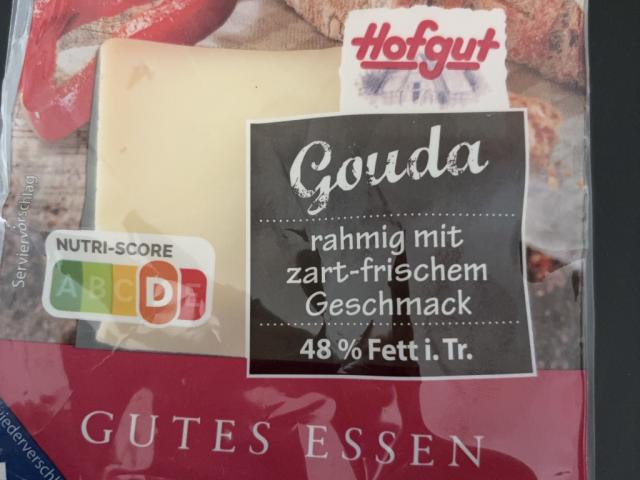 Hofgut
Gouda
rahmig mit
zart-frischem
Geschmack
48 % Fett i. Tr.
Serviervorschlag
NUTRI-SCORE
A B C D E
GUTES ESSEN